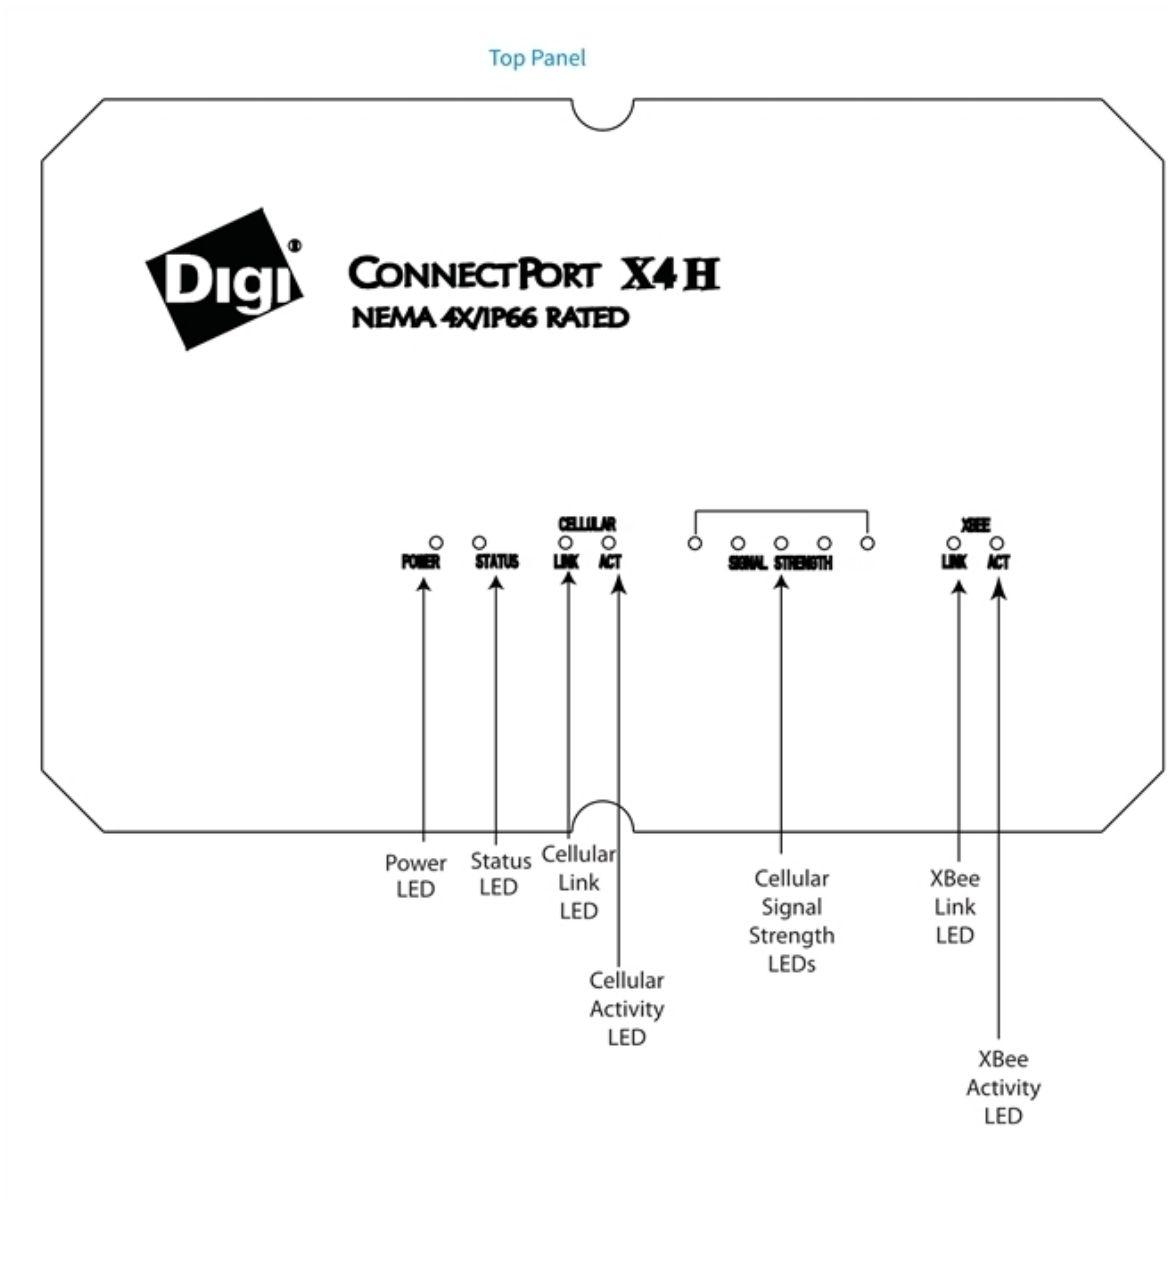 Top Panel
Digi®
CONNECTPORT X4 H
NEMA 4X/IP66 RATED
CELLULAR
XBEE
POWER STATUS LINK ACT SIGNAL STRENGTH LINK ACT
Power
LED
Status
LED
Cellular
Link
LED
Cellular
Activity
LED
Cellular
Signal
Strength
LEDs
XBee
Link
LED
XBee
Activity
LED